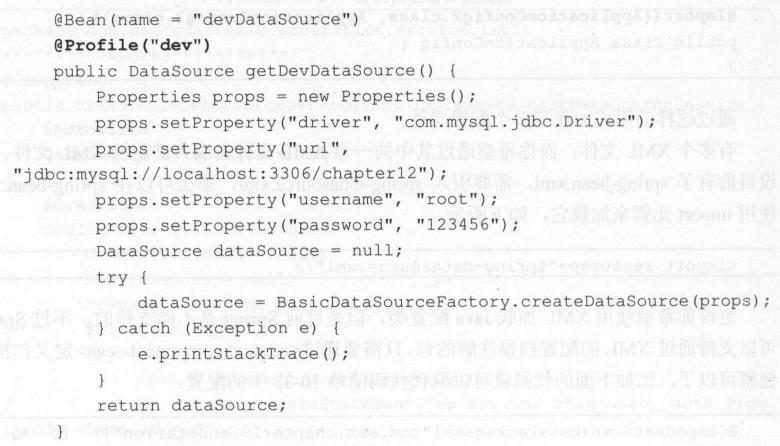 @Bean(name = "devDataSource")
@Profile("dev")
public DataSource getDevDataSource() {
Properties props = new Properties();
props.setProperty("driver", "com.mysql.jdbc.Driver");
props.setProperty("url",
"jdbc:mysql://localhost:3306/chapter12");
props.setProperty("username", "root");
props.setProperty("password", "123456");
DataSource dataSource = null;
try {
dataSource = BasicDataSourceFactory.createDataSource(props);
} catch (Exception e) {
e.printStackTrace();
}
return dataSource;
}